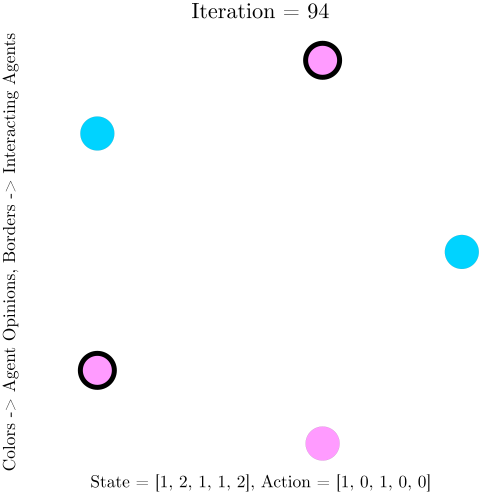 Iteration = 94
Colors -> Agent Opinions, Borders -> Interacting Agents
State = [1, 2, 1, 1, 2], Action = [1, 0, 1, 0, 0]